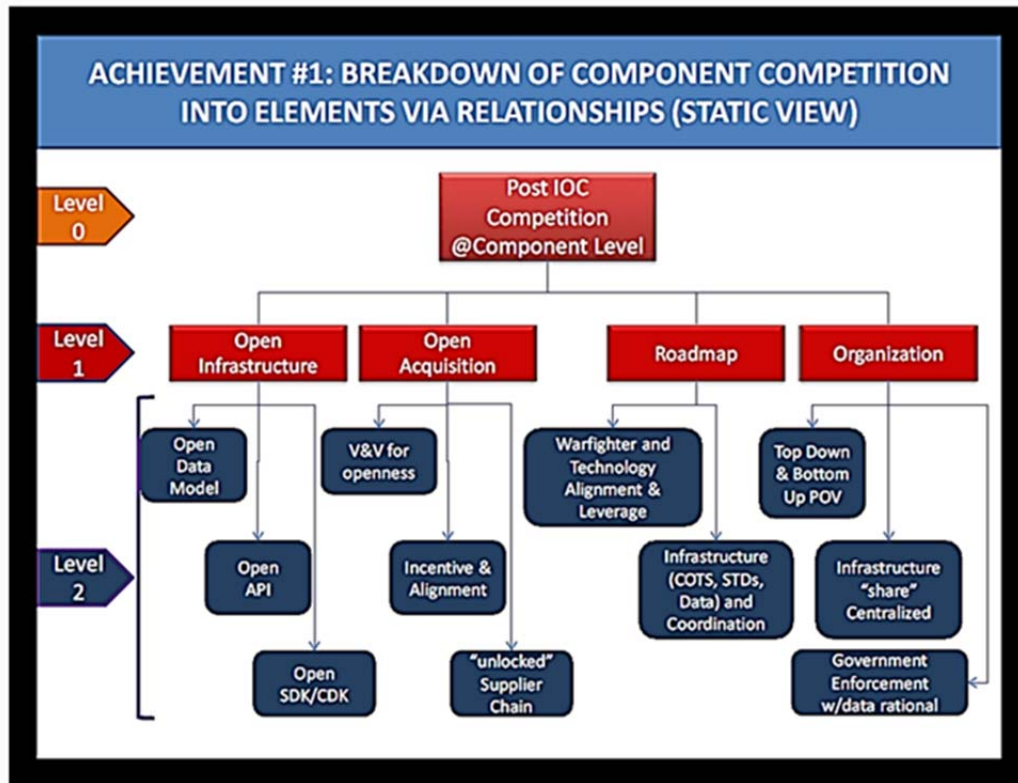 ACHIEVEMENT #1: BREAKDOWN OF COMPONENT COMPETITION
INTO ELEMENTS VIA RELATIONSHIPS (STATIC VIEW)
Level
0
Post IOC
Competition
@Component Level
Level
1
Open
Infrastructure
Open
Acquisition
Roadmap
Organization
Level
2
Open
Data
Model
V&V for
openness
Warfighter and
Technology
Alignment &
Leverage
Top Down
& Bottom
Up POV
Open
API
Incentive &
Alignment
Infrastructure
(COTS, STDs,
Data) and
Coordination
Infrastructure
"share"
Centralized
Open
SDK/CDK
"unlocked"
Supplier
Chain
Government
Enforcement
w/data rational